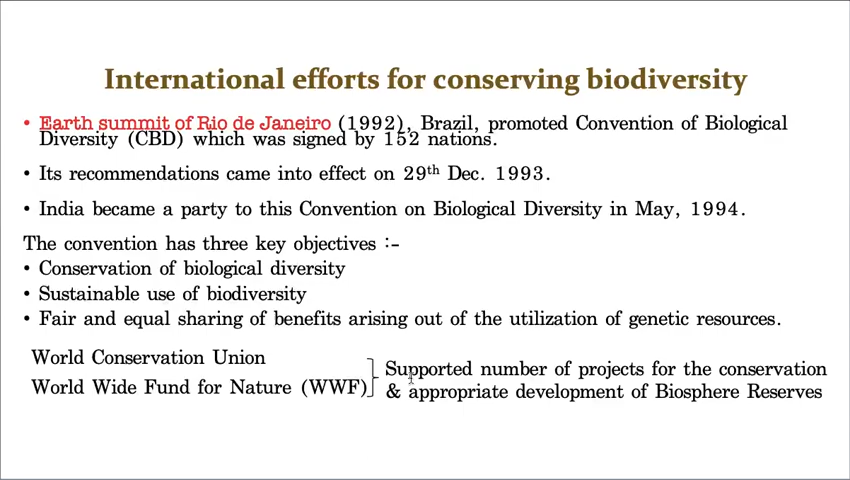 International efforts for conserving biodiversity
• Earth summit of Rio de Janeiro (1992), Brazil, promoted Convention of Biological
Diversity (CBD) which was signed by 152 nations.
• Its recommendations came into effect on 29th Dec. 1993.
• India became a party to this Convention on Biological Diversity in May, 1994.
The convention has three key objectives :-
• Conservation of biological diversity
• Sustainable use of biodiversity
• Fair and equal sharing of benefits arising out of the utilization of genetic resources.
World Conservation Union
World Wide Fund for Nature (WWF)
Supported number of projects for the conservation
& appropriate development of Biosphere Reserves